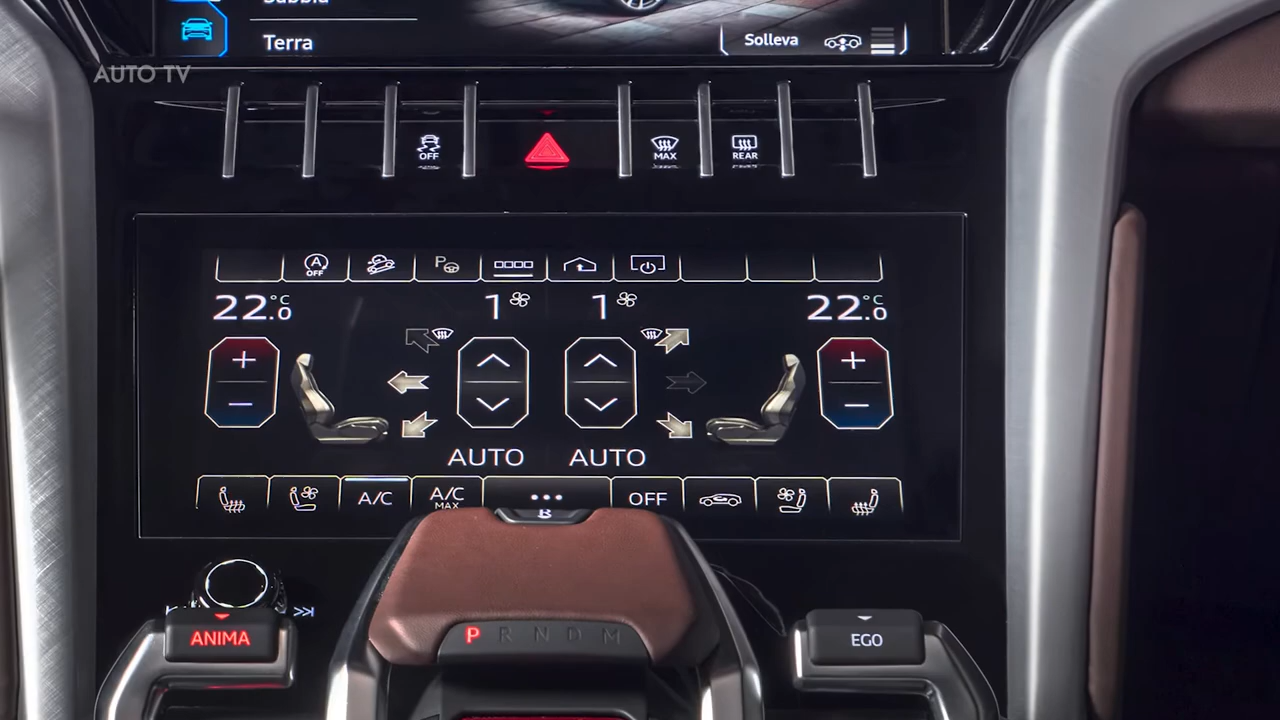 Sabbia
Terra
Solleva
AUTO TV
OFF
MAX
REAR
A
OFF
P
22.0 °C
1
1
22.0 °C
+
−
+
−
AUTO AUTO
A/C
A/C MAX
...
OFF
B
P R N D M
ANIMA
EGO